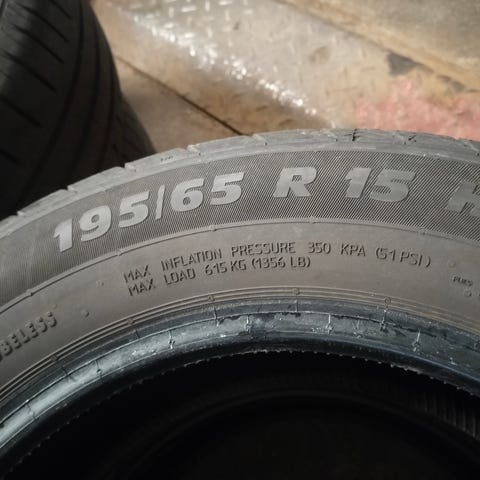 195/65 R 15 H
MAX INFLATION PRESSURE 350 KPA (51 PSI)
MAX LOAD 615 KG (1356 LB)